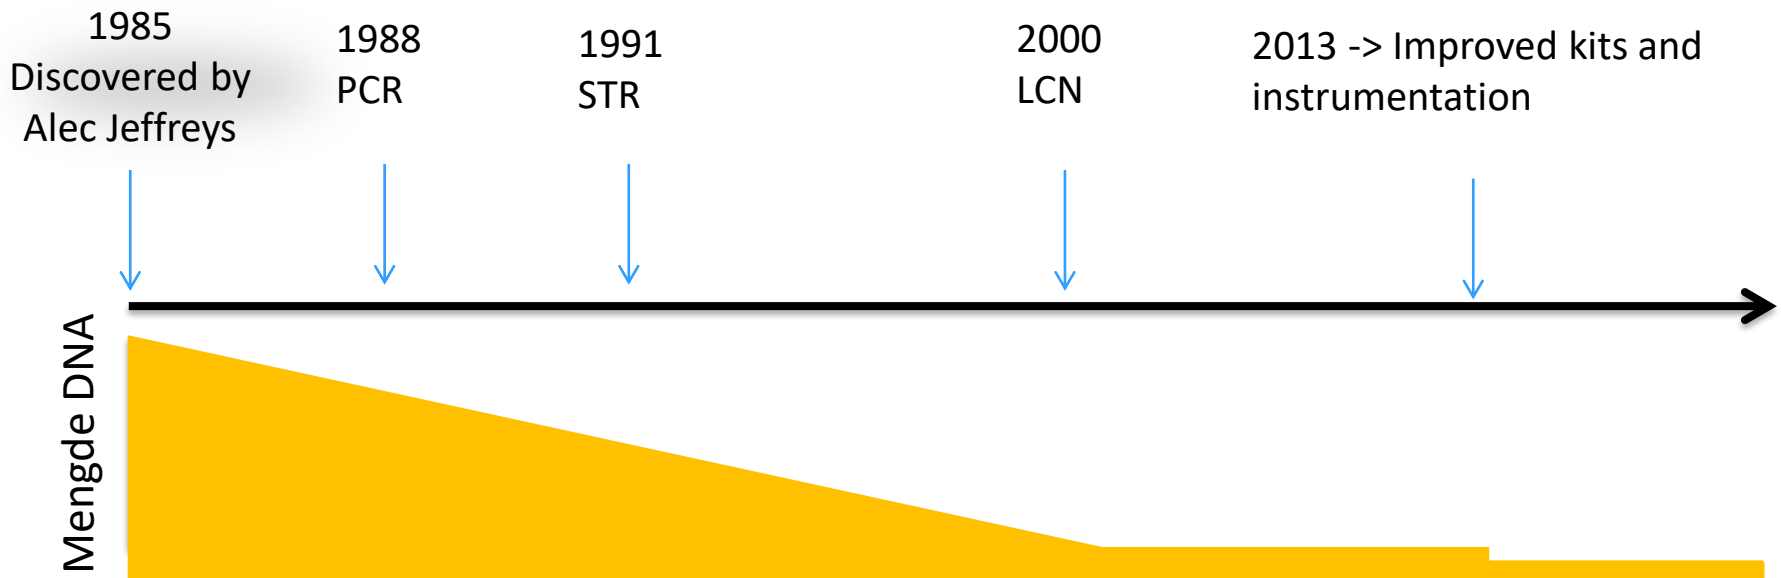 1985
Discovered by
Alec Jeffreys
1988
PCR
1991
STR
2000
LCN
2013 -> Improved kits and
instrumentation
Mengde DNA